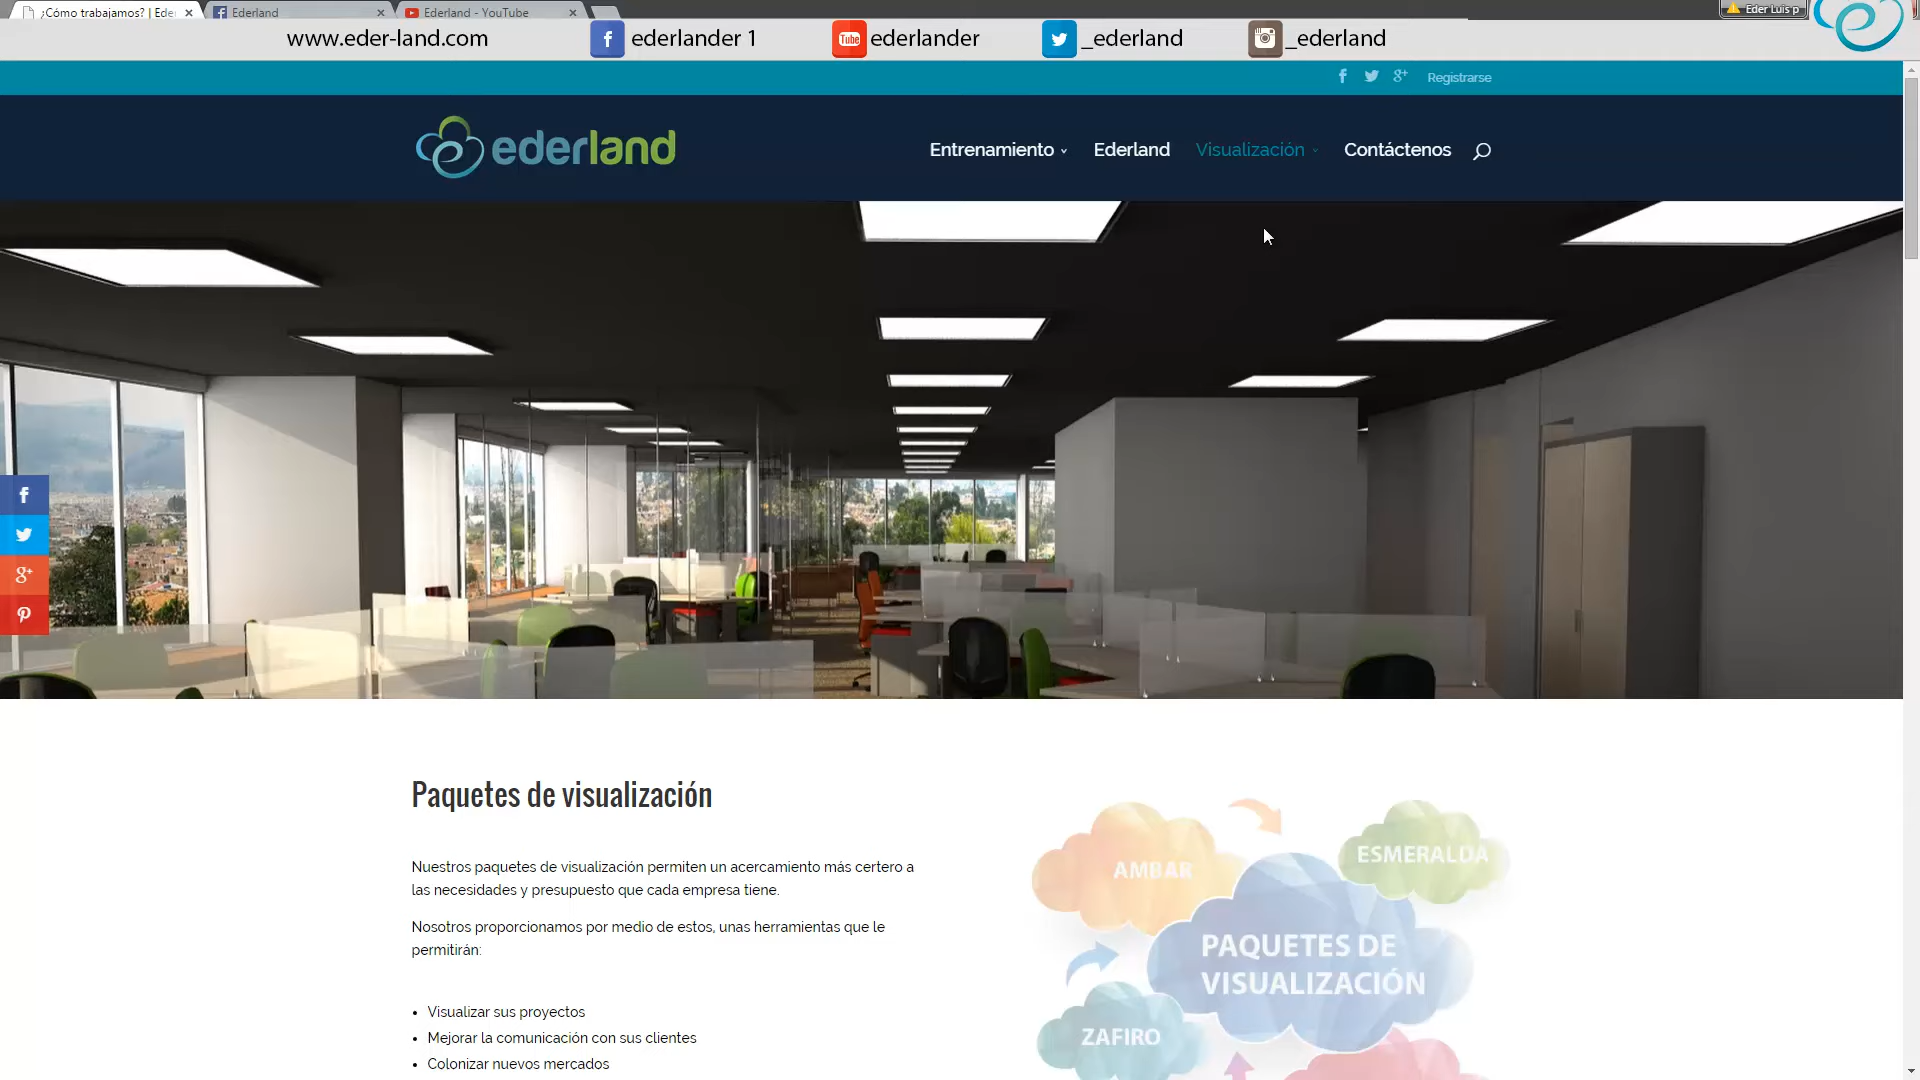 ¿Cómo trabajamos? | Ede
Ederland
Ederland - YouTube
Eder Luis p
www.eder-land.com
ederlander 1
Tube
ederlander
_ederland
_ederland
Registrarse
ederland
Entrenamiento
Ederland
Visualización
Contáctenos
Paquetes de visualización
Nuestros paquetes de visualización permiten un acercamiento más certero a
las necesidades y presupuesto que cada empresa tiene.
Nosotros proporcionamos por medio de estos, unas herramientas que le
permitirán:
• Visualizar sus proyectos
• Mejorar la comunicación con sus clientes
• Colonizar nuevos mercados
AMBAR
ESMERALDA
PAQUETES DE
VISUALIZACIÓN
ZAFIRO